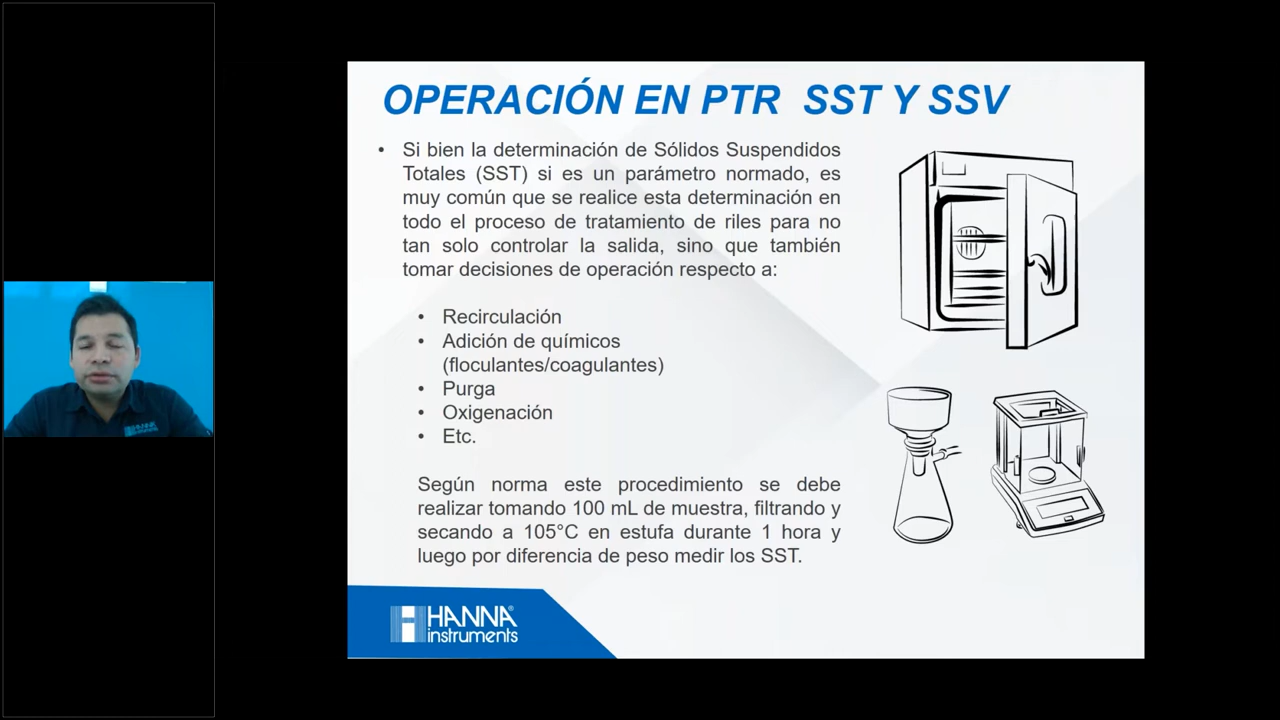 OPERACIÓN EN PTR SST Y SSV
• Si bien la determinación de Sólidos Suspendidos
Totales (SST) si es un parámetro normado, es
muy común que se realice esta determinación en
todo el proceso de tratamiento de riles para no
tan solo controlar la salida, sino que también
tomar decisiones de operación respecto a:
• Recirculación
• Adición de químicos
(floculantes/coagulantes)
• Purga
• Oxigenación
• Etc.
Según norma este procedimiento se debe
realizar tomando 100 mL de muestra, filtrando y
secando a 105°C en estufa durante 1 hora y
luego por diferencia de peso medir los SST.
HANNA
instruments
HANNA
instruments